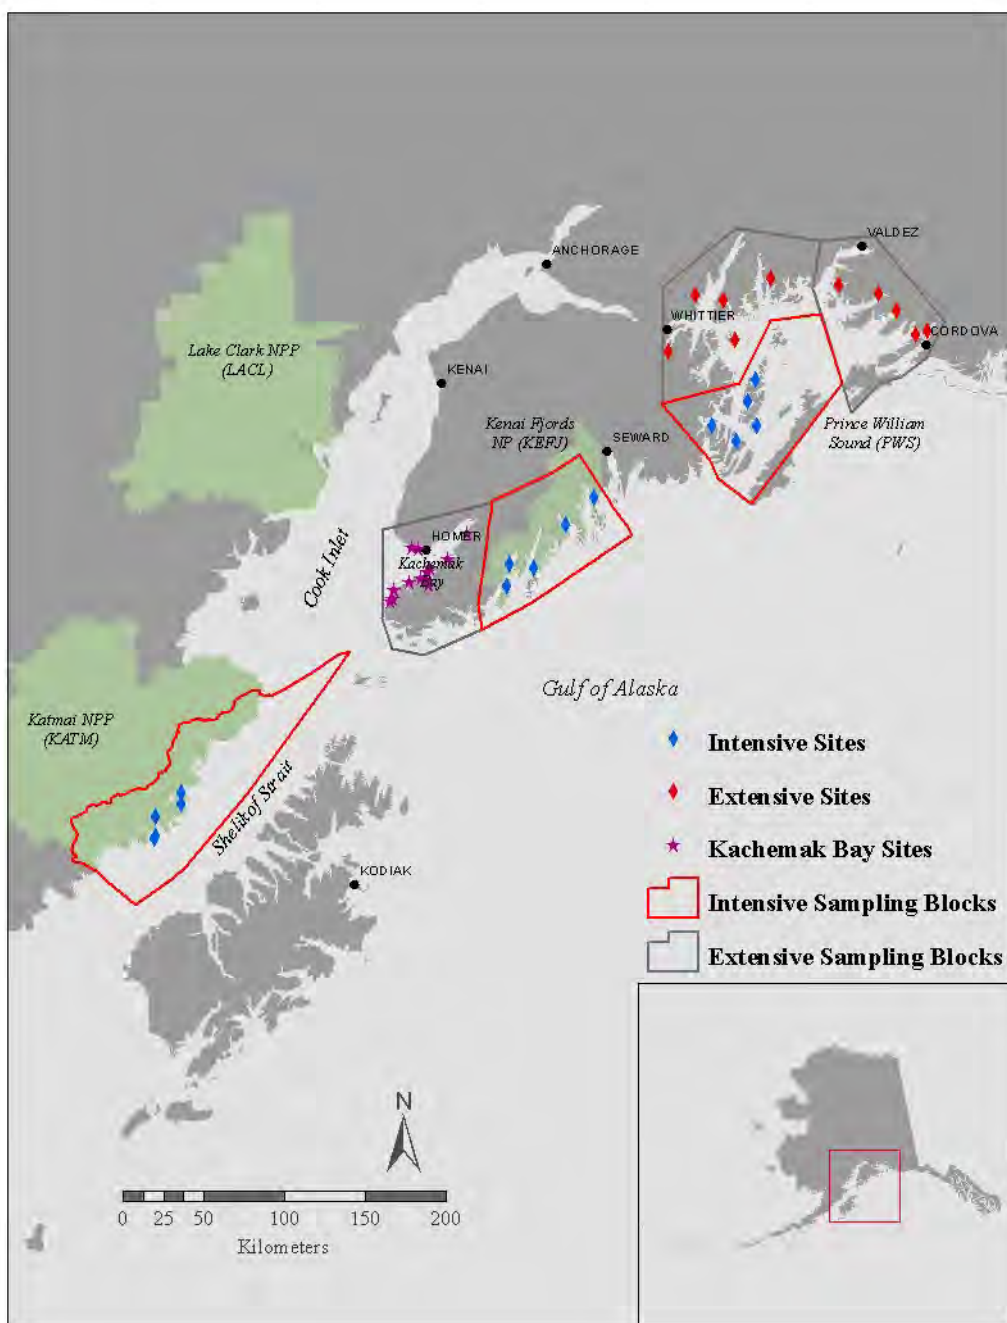 ANCHORAGE
VALDEZ
WHITTIER
CORDOVA
Lake Clark NPP
(LACL)
KENAI
Kenai Fjords
NP (KEFJ)
SEWARD
Prince William
Sound (PWS)
HOMER
Kachemak
Bay
Cook Inlet
Gulf of Alaska
Katmai NPP
(KATM)
Shelikof Strait
KODIAK
Intensive Sites
Extensive Sites
Kachemak Bay Sites
Intensive Sampling Blocks
Extensive Sampling Blocks
N
0 25 50 100 150 200
Kilometers